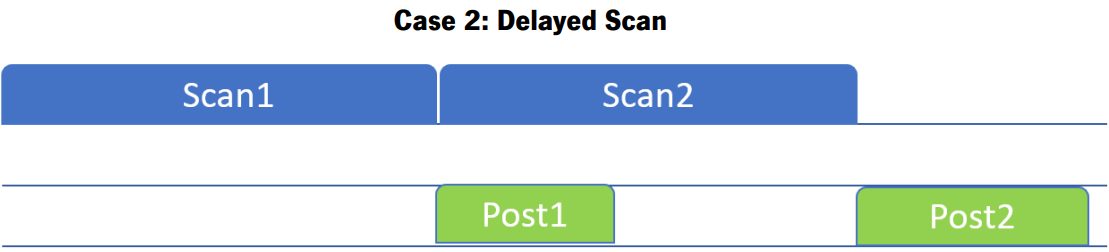 Case 2: Delayed Scan
Scan1 Scan2
Post1 Post2